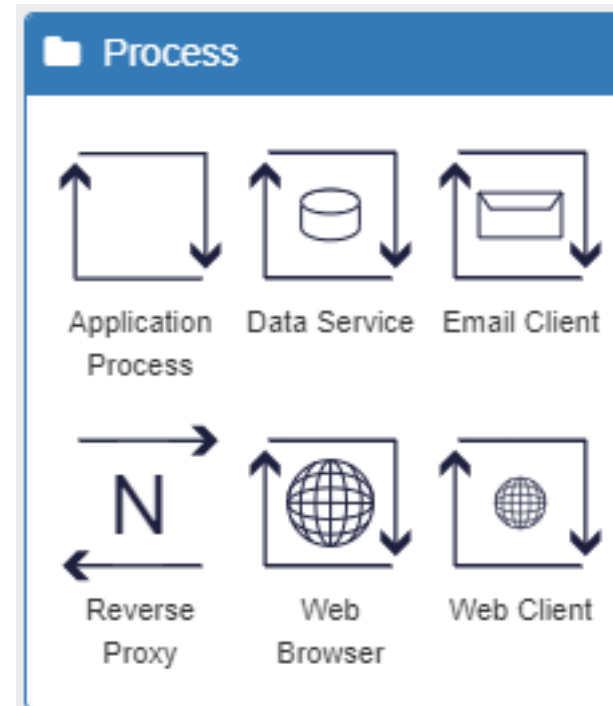 Process
Application
Process
Data Service
Email Client
N
Reverse
Proxy
Web
Browser
Web Client